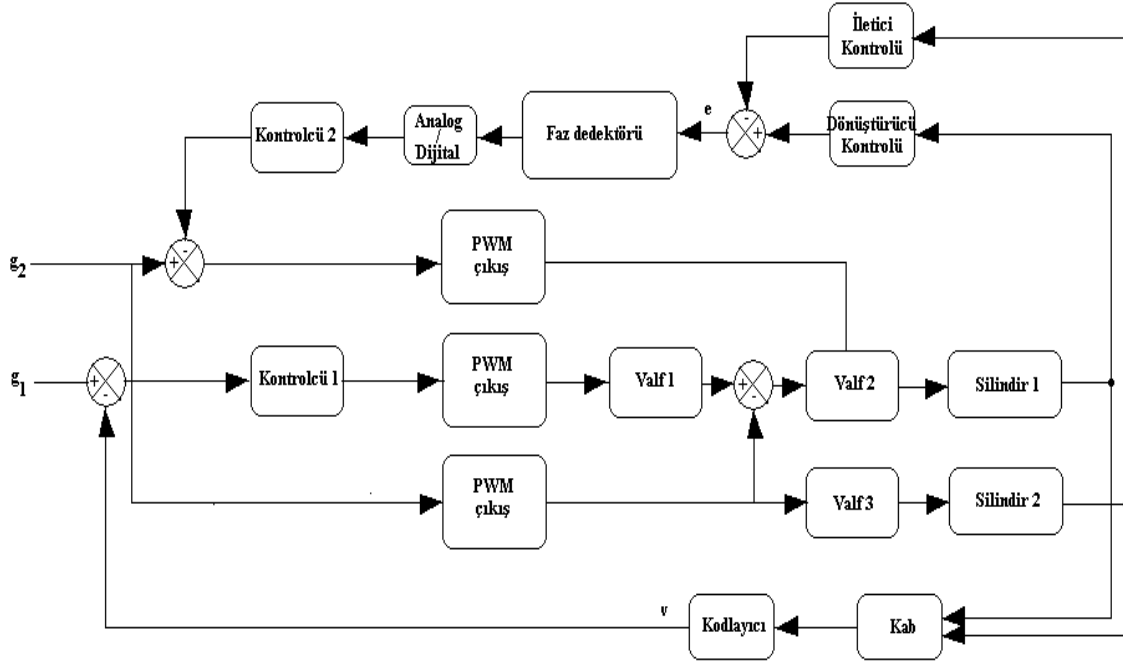 İletici
Kontrolü
e
Kontrolcü 2
Analog
/
Dijital
Faz dedektörü
-
+
Dönüştürücü
Kontrolü
g2
+
-
PWM
çıkış
g1
+
-
Kontrolcü 1
PWM
çıkış
Valf 1
+
-
Valf 2
Silindir 1
PWM
çıkış
Valf 3
Silindir 2
v
Kodlayıcı
Kab